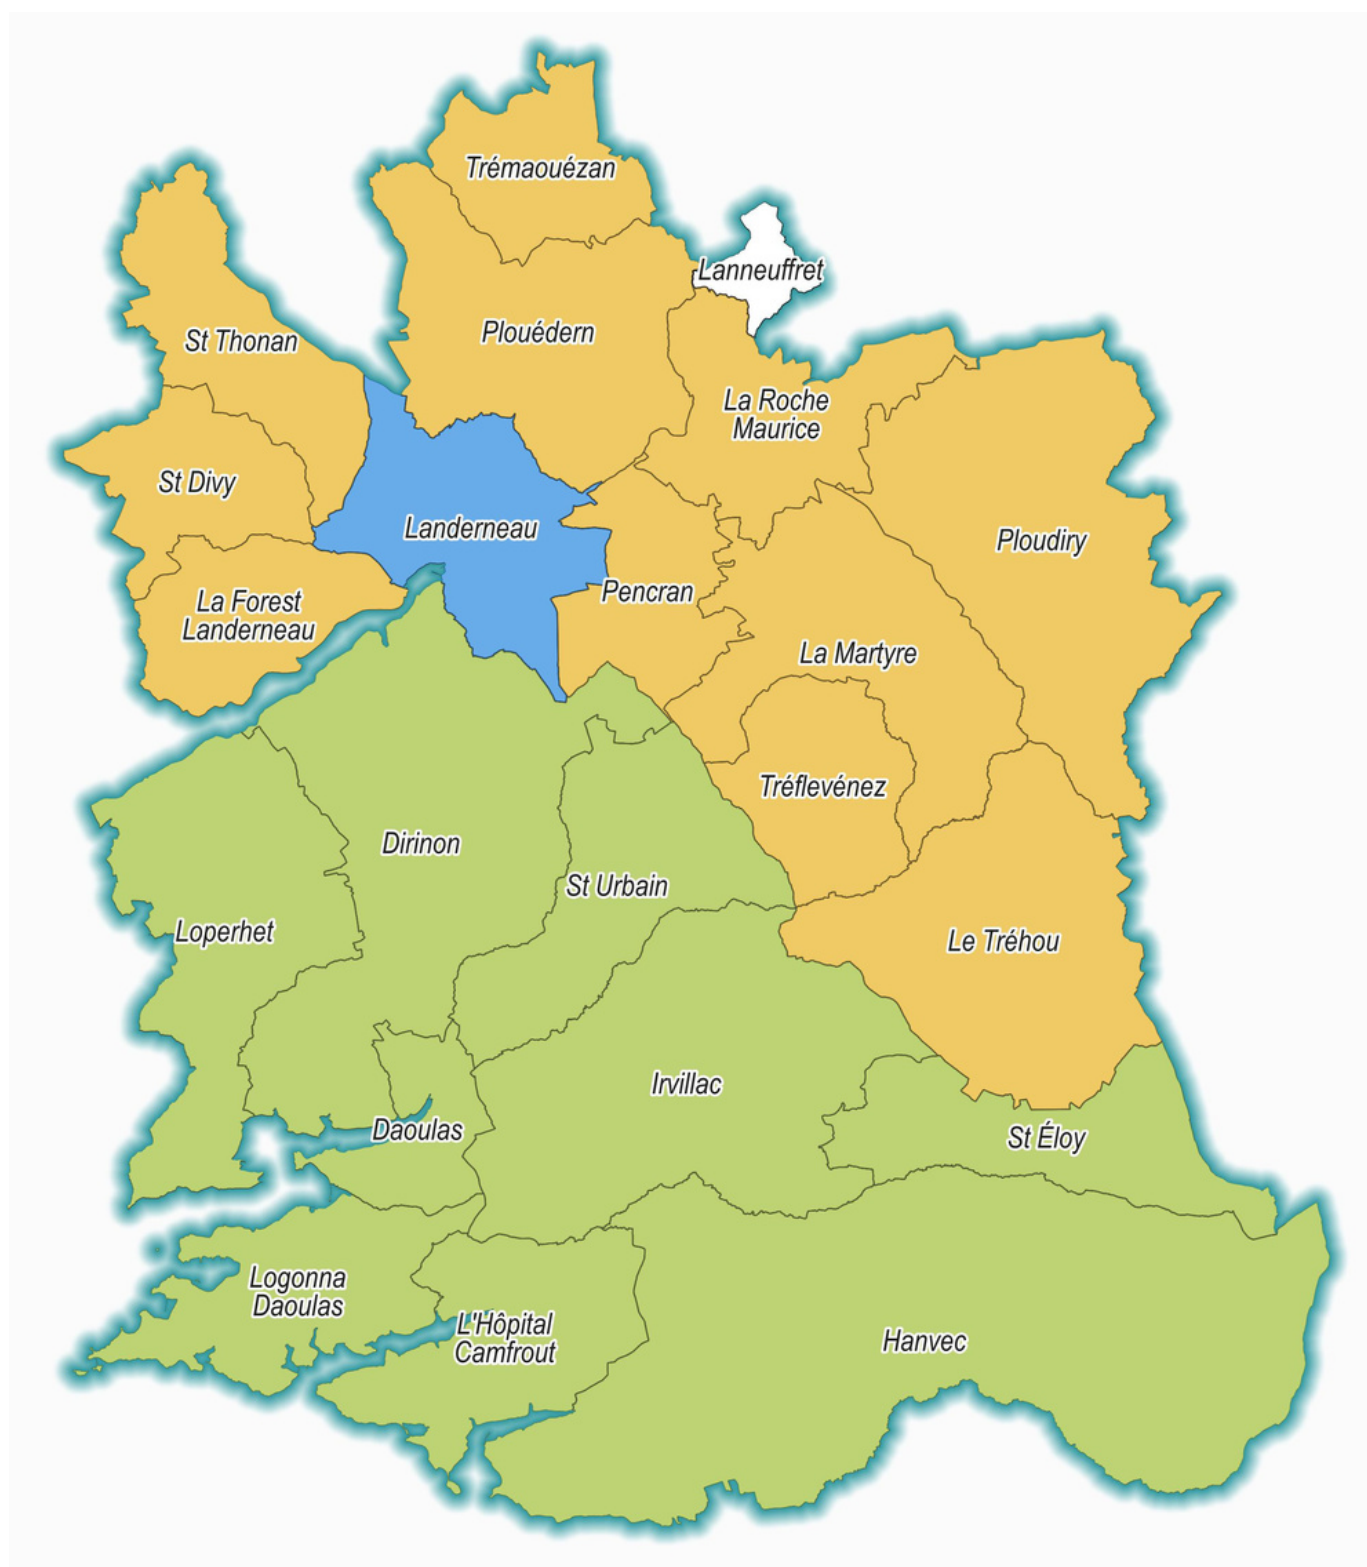 Trémaouézan
Lanneuffret
Plouédern
St Thonan
La Roche
Maurice
St Divy
Landerneau
Ploudiry
Pencran
La Forest
Landerneau
La Martyre
Tréflevénez
Dirinon
St Urbain
Loperhet
Le Tréhou
Irvillac
Daoulas
St Éloy
Logonna
Daoulas
L'Hôpital
Camfrout
Hanvec